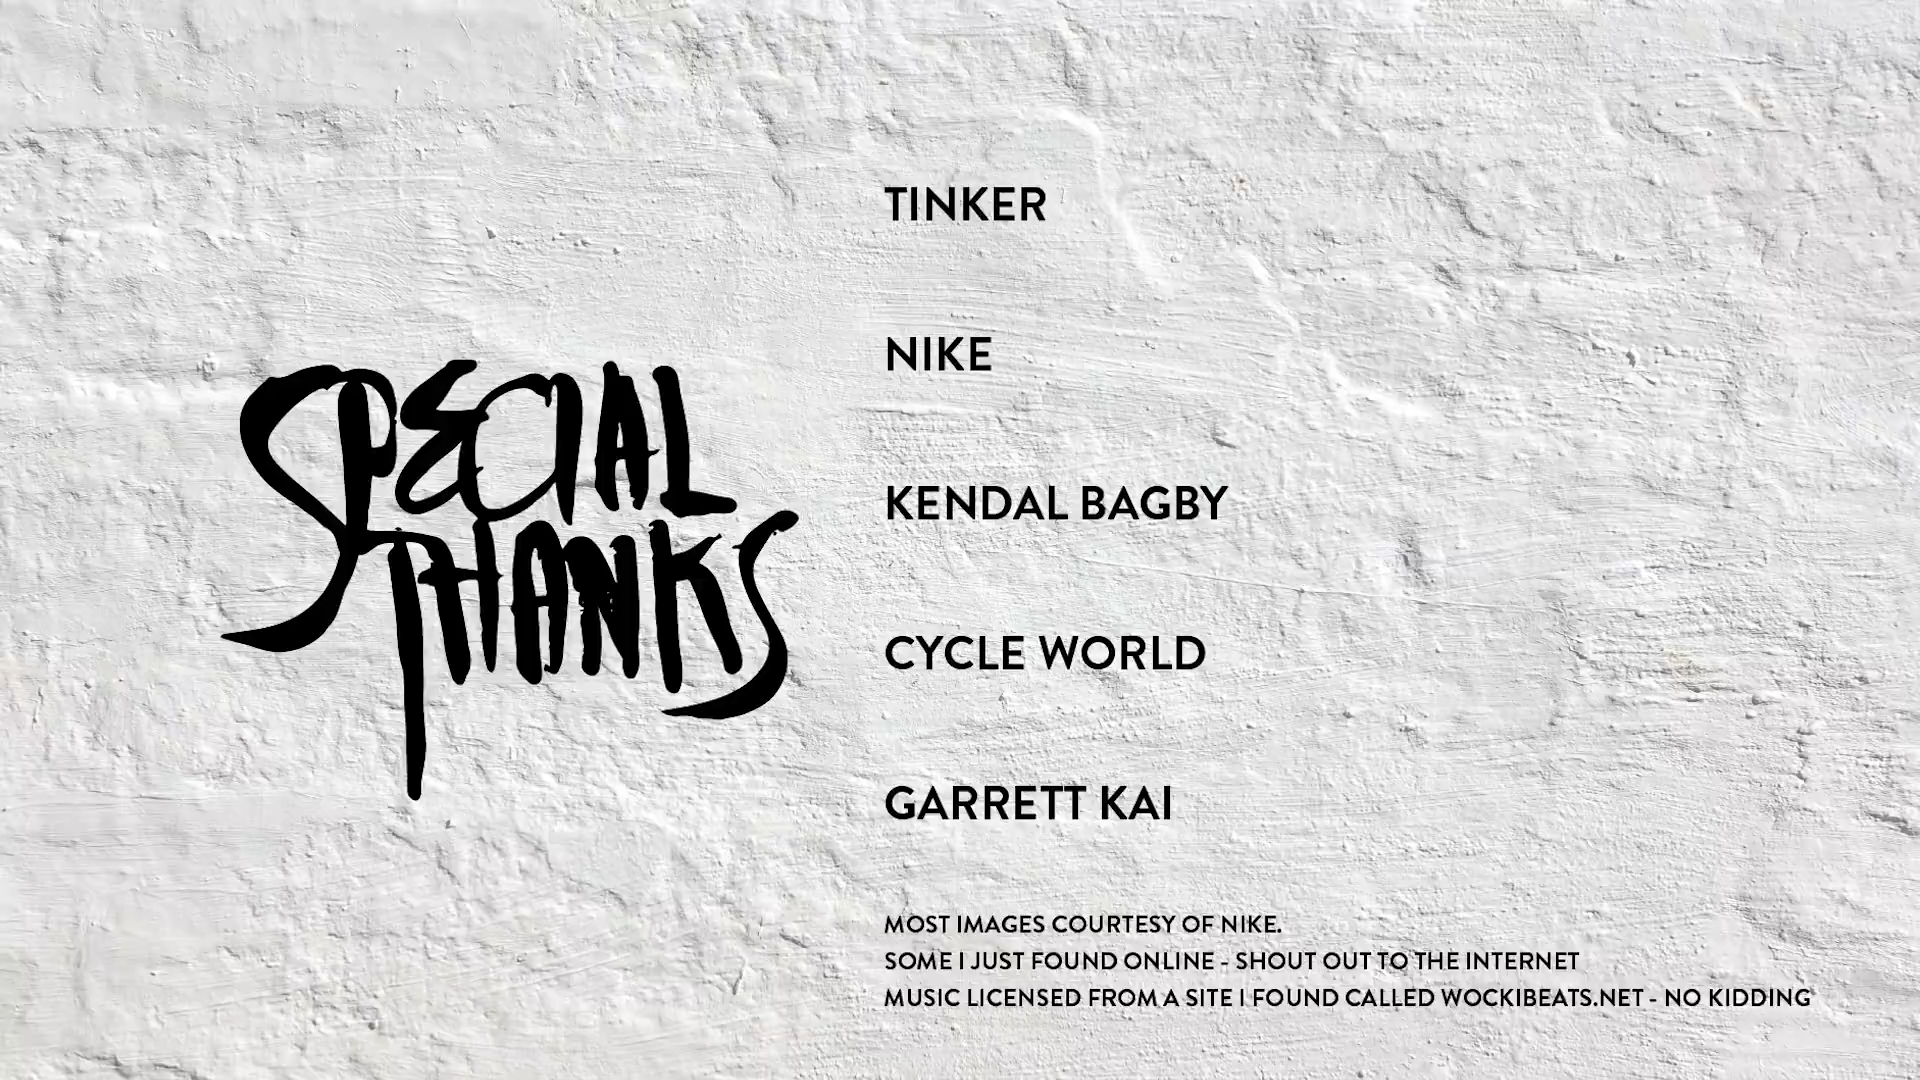 SPECIAL
THANKS
TINKER
NIKE
KENDAL BAGBY
CYCLE WORLD
GARRETT KAI
MOST IMAGES COURTESY OF NIKE.
SOME I JUST FOUND ONLINE - SHOUT OUT TO THE INTERNET
MUSIC LICENSED FROM A SITE I FOUND CALLED WOCKIBEATS.NET - NO KIDDING